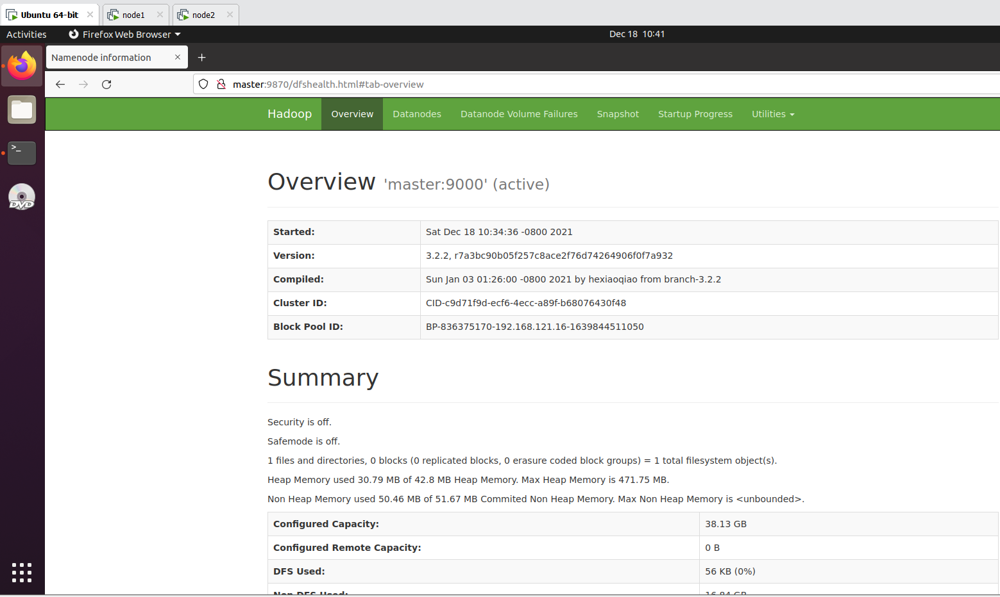 Ubuntu 64-bit node1 node2
Activities Firefox Web Browser Dec 18 10:41
Namenode information
master:9870/dfshealth.html#tab-overview
Hadoop Overview Datanodes Datanode Volume Failures Snapshot Startup Progress Utilities
>_
DVD
Overview 'master:9000' (active)
Started: Sat Dec 18 10:34:36 -0800 2021
Version: 3.2.2, r7a3bc90b05f257c8ace2f76d74264906f0f7a932
Compiled: Sun Jan 03 01:26:00 -0800 2021 by hexiaoqiao from branch-3.2.2
Cluster ID: CID-c9d71f9d-ecf6-4ecc-a89f-b68076430f48
Block Pool ID: BP-836375170-192.168.121.16-1639844511050
Summary
Security is off.
Safemode is off.
1 files and directories, 0 blocks (0 replicated blocks, 0 erasure coded block groups) = 1 total filesystem object(s).
Heap Memory used 30.79 MB of 42.8 MB Heap Memory. Max Heap Memory is 471.75 MB.
Non Heap Memory used 50.46 MB of 51.67 MB Commited Non Heap Memory. Max Non Heap Memory is <unbounded>.
Configured Capacity: 38.13 GB
Configured Remote Capacity: 0 B
DFS Used: 56 KB (0%)
Non DFS Used: 16.84 GB